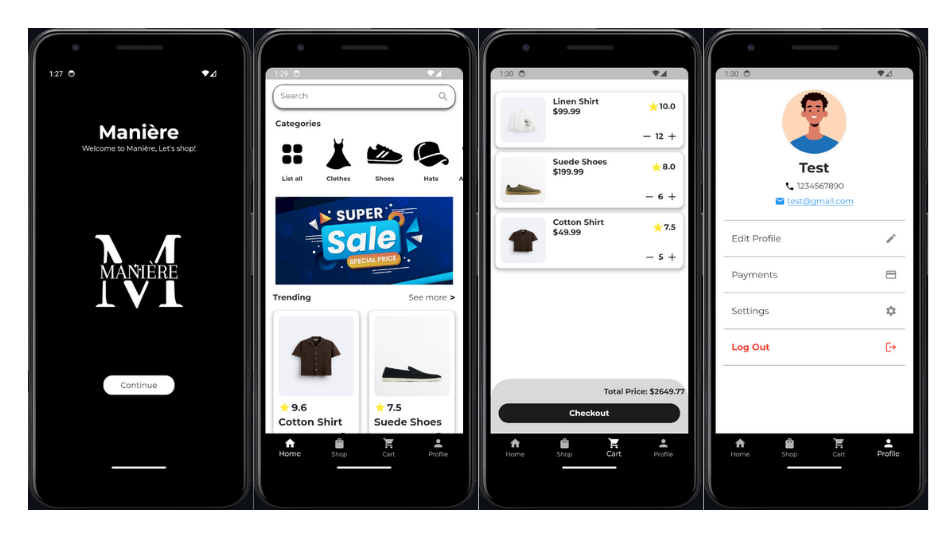 1:27
Manière
Welcome to Manière, Let's shop!
M
MANIÈRE
Continue
1:29
Search
Categories
List all
Clothes
Shoes
Hats
A
SUPER
Sale
SPECIAL PRICE
Trending
See more >
9.6
Cotton Shirt
7.5
Suede Shoes
Home
Shop
Cart
Profile
1:30
Linen Shirt
$99.99
10.0
− 12 +
Suede Shoes
$199.99
8.0
− 6 +
Cotton Shirt
$49.99
7.5
− 5 +
Total Price: $2649.77
Checkout
Home
Shop
Cart
Profile
1:30
Test
1234567890
test@gmail.com
Edit Profile
Payments
Settings
Log Out
Home
Shop
Cart
Profile